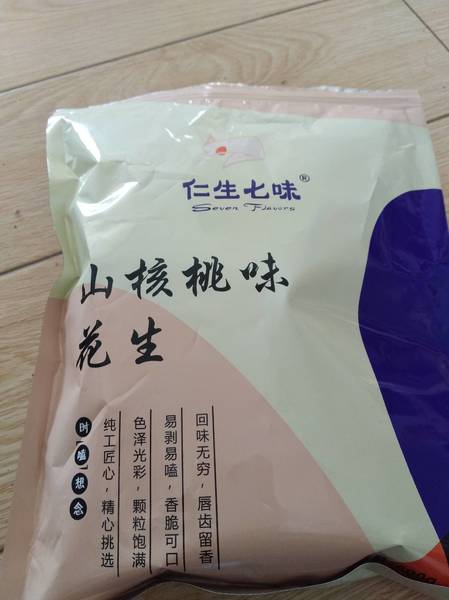 仁生七味®
Seven Flavors
山核桃味
花生
时嗑想念
回味无穷，唇齿留香
易剥易嗑，香脆可口
色泽光彩，颗粒饱满
纯工匠心，精心挑选